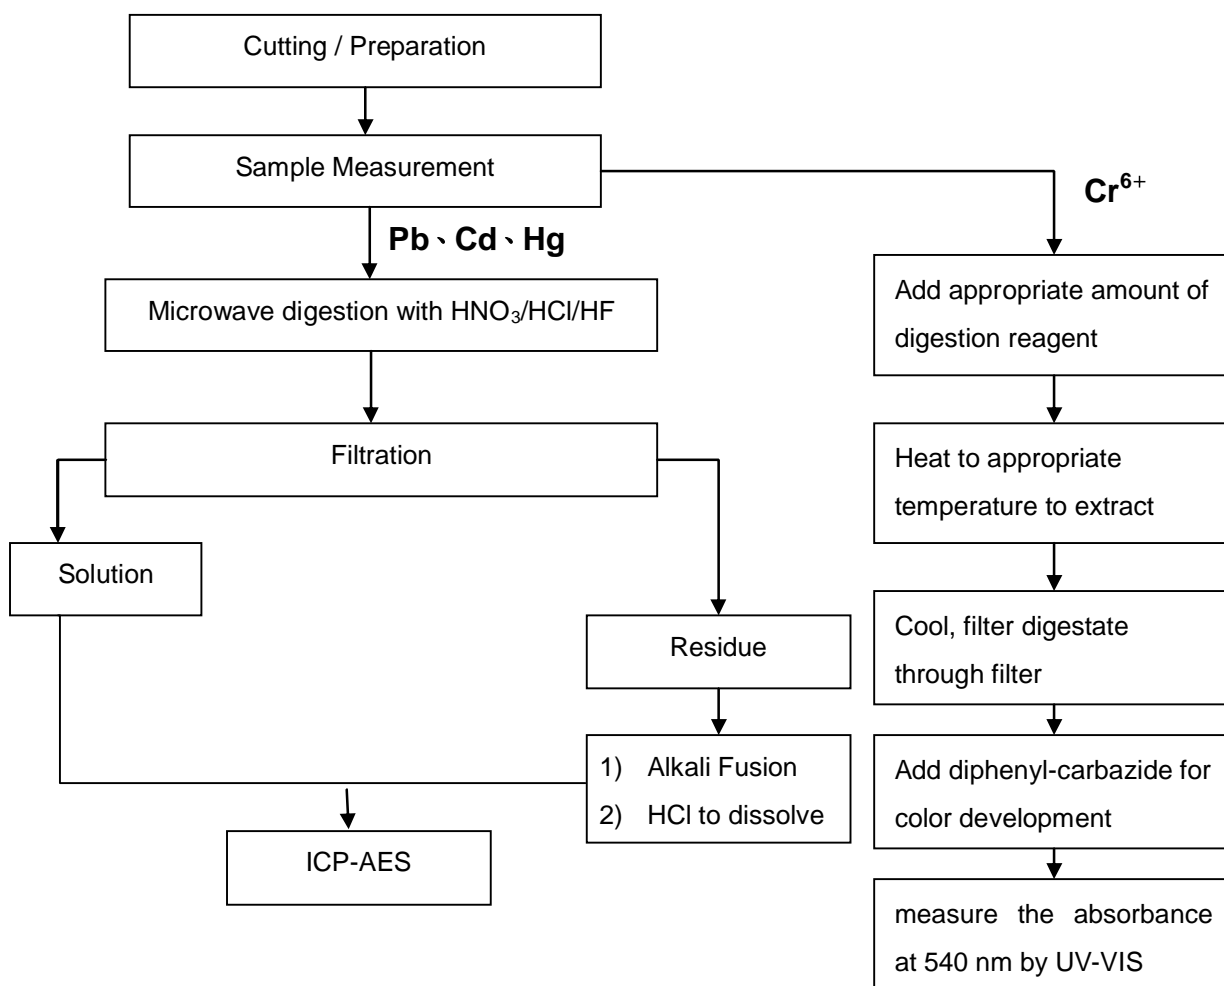 Cutting / Preparation
Sample Measurement
Cr⁶⁺
Pb、Cd、Hg
Microwave digestion with HNO₃/HCl/HF
Add appropriate amount of
digestion reagent
Filtration
Heat to appropriate
temperature to extract
Solution
Residue
Cool, filter digestate
through filter
1) Alkali Fusion
2) HCl to dissolve
Add diphenyl-carbazide for
color development
ICP-AES
measure the absorbance
at 540 nm by UV-VIS